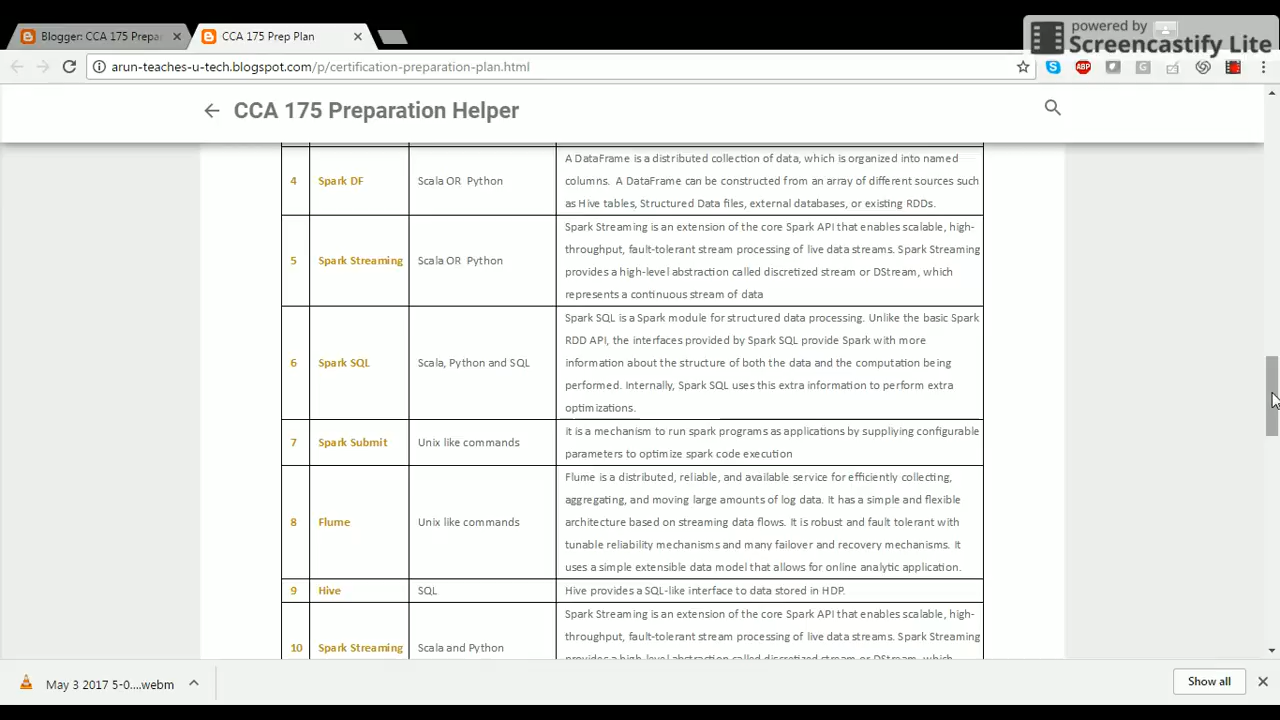 Blogger: CCA 175 Prepa
CCA 175 Prep Plan
powered by
Screencastify Lite
arun-teaches-u-tech.blogspot.com/p/certification-preparation-plan.html
ABP
G
CCA 175 Preparation Helper
A DataFrame is a distributed collection of data, which is organized into named
4 Spark DF Scala OR Python columns. A DataFrame can be constructed from an array of different sources such
as Hive tables, Structured Data files, external databases, or existing RDDs.
Spark Streaming is an extension of the core Spark API that enables scalable, high-
throughput, fault-tolerant stream processing of live data streams. Spark Streaming
5 Spark Streaming Scala OR Python
provides a high-level abstraction called discretized stream or DStream, which
represents a continuous stream of data
Spark SQL is a Spark module for structured data processing. Unlike the basic Spark
RDD API, the interfaces provided by Spark SQL provide Spark with more
6 Spark SQL Scala, Python and SQL information about the structure of both the data and the computation being
performed. Internally, Spark SQL uses this extra information to perform extra
optimizations.
it is a mechanism to run spark programs as applications by suppliying configurable
7 Spark Submit Unix like commands
parameters to optimize spark code execution
Flume is a distributed, reliable, and available service for efficiently collecting,
aggregating, and moving large amounts of log data. It has a simple and flexible
8 Flume Unix like commands architecture based on streaming data flows. It is robust and fault tolerant with
tunable reliability mechanisms and many failover and recovery mechanisms. It
uses a simple extensible data model that allows for online analytic application.
9 Hive SQL Hive provides a SQL-like interface to data stored in HDP.
Spark Streaming is an extension of the core Spark API that enables scalable, high-
throughput, fault-tolerant stream processing of live data streams. Spark Streaming
10 Spark Streaming Scala and Python
provides a high-level abstraction called discretized stream or DStream, which
May 3 2017 5-0....webm
Show all